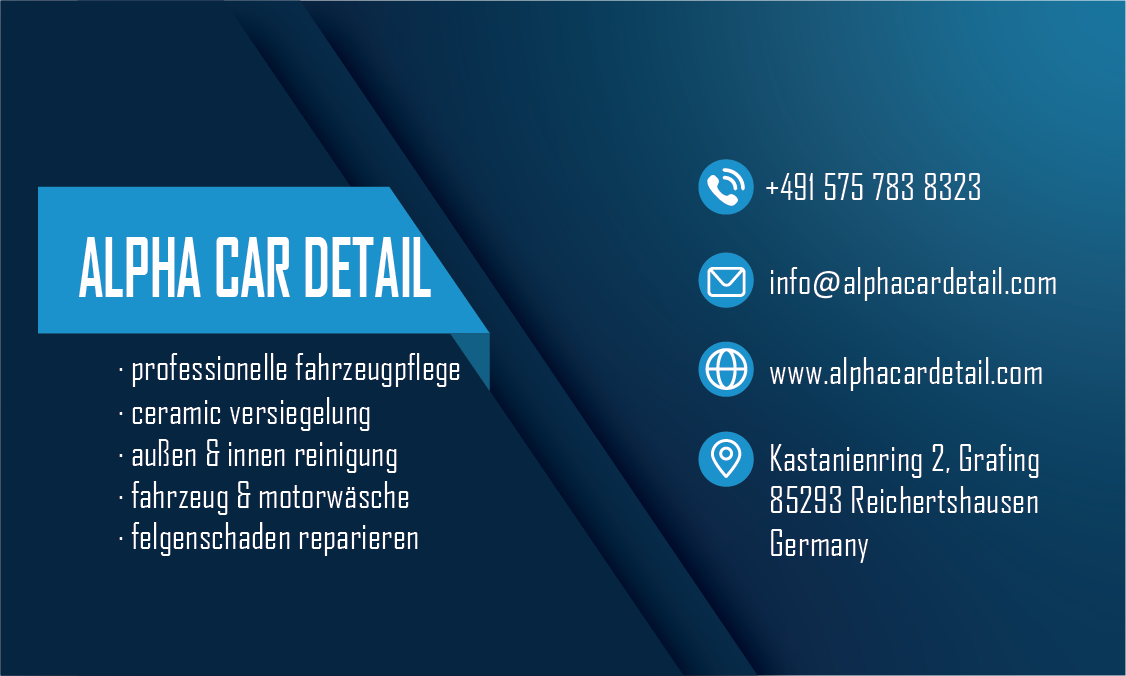 ALPHA CAR DETAIL
· professionelle fahrzeugpflege
· ceramic versiegelung
· außen & innen reinigung
· fahrzeug & motorwäsche
· felgenschaden reparieren
+491 575 783 8323
info@alphacardetail.com
www.alphacardetail.com
Kastanienring 2, Grafing
85293 Reichertshausen
Germany